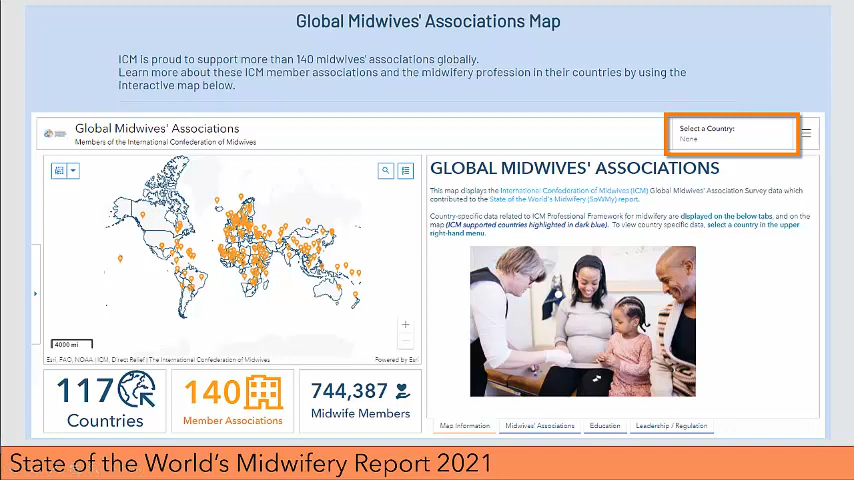 Global Midwives' Associations Map
ICM is proud to support more than 140 midwives' associations globally.
Learn more about these ICM member associations and the midwifery profession in their countries by using the
interactive map below.
Global Midwives' Associations
Members of the International Confederation of Midwives
Select a Country:
None
4000 mi
Esri, FAO, NOAA | ICM, Direct Relief | The International Confederation of Midwives
Powered by Esri
117
Countries
140
Member Associations
744,387
Midwife Members
GLOBAL MIDWIVES' ASSOCIATIONS
This map displays the International Confederation of Midwives (ICM) Global Midwives' Association Survey data which
contributed to the State of the World's Midwifery (SoWMy) report.
Country-specific data related to ICM Professional Framework for midwifery are displayed on the below tabs, and on the
map (ICM supported countries highlighted in dark blue). To view country specific data, select a country in the upper
right-hand menu.
Map Information
Midwives' Associations
Education
Leadership / Regulation
State of the World's Midwifery Report 2021